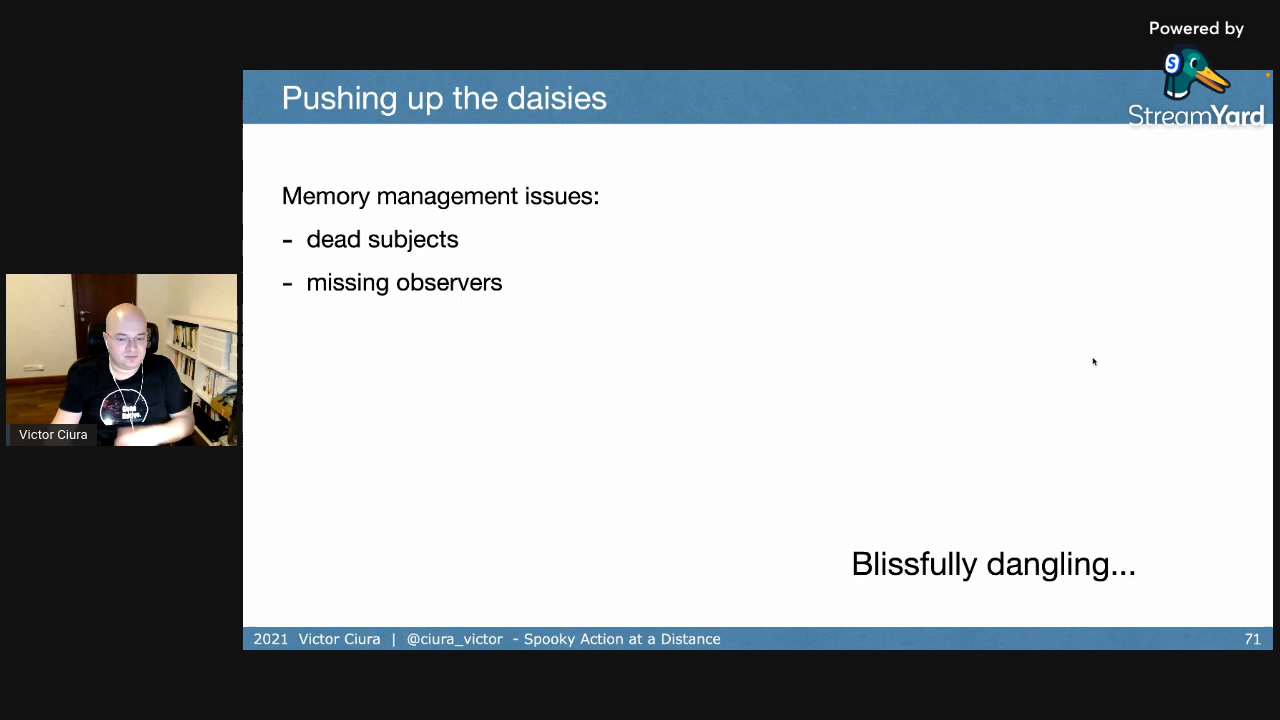 Powered by
StreamYard
Pushing up the daisies
Memory management issues:
- dead subjects
- missing observers
Victor Ciura
Blissfully dangling...
2021 Victor Ciura | @ciura_victor - Spooky Action at a Distance
71